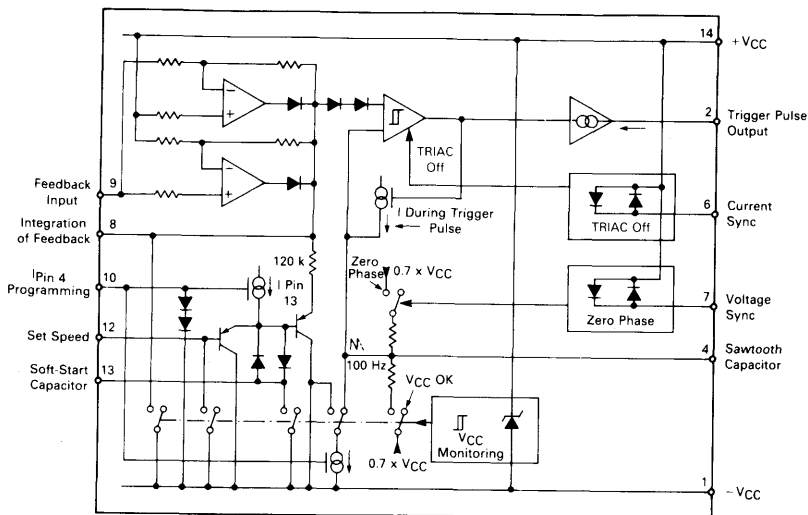 14
+ VCC
2
Trigger Pulse
Output
TRIAC
Off
9
Feedback
Input
6
Current
Sync
TRIAC Off
8
Integration
of Feedback
I During Trigger
Pulse
120 k
I Pin
13
Zero
Phase
0.7 x VCC
10
IPin 4
Programming
7
Voltage
Sync
Zero Phase
12
Set Speed
4
Sawtooth
Capacitor
100 Hz
13
Soft-Start
Capacitor
VCC OK
VCC
Monitoring
0.7 x VCC
1
- VCC